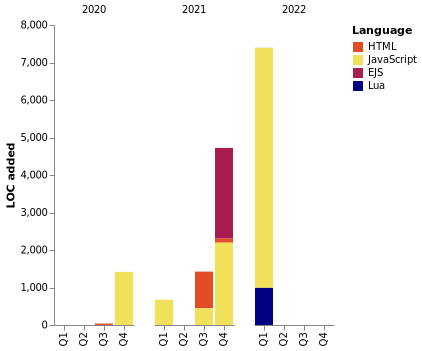 2020 2021 2022
8,000
7,000
6,000
5,000
4,000
3,000
2,000
1,000
0
LOC added
Q1 Q2 Q3 Q4 Q1 Q2 Q3 Q4 Q1 Q2 Q3 Q4
Language
HTML
JavaScript
EJS
Lua